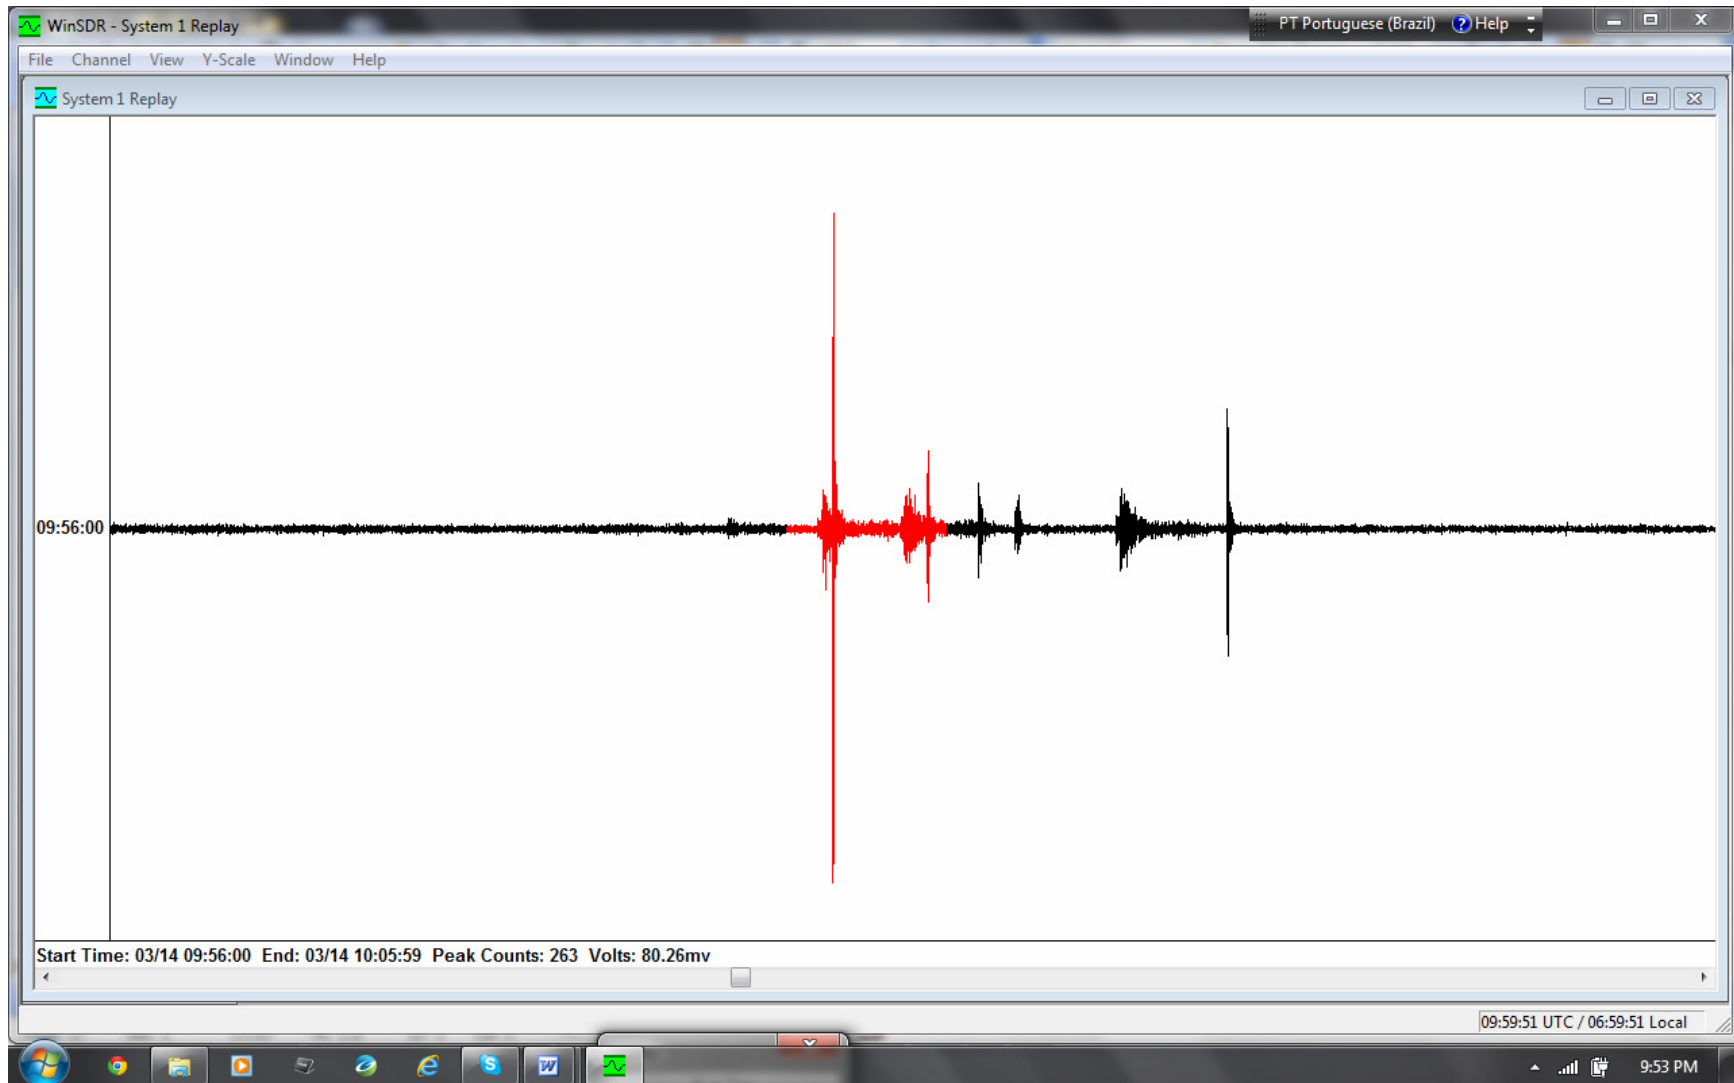 WinSDR - System 1 Replay
PT Portuguese (Brazil) ? Help
File Channel View Y-Scale Window Help
System 1 Replay
09:56:00
Start Time: 03/14 09:56:00 End: 03/14 10:05:59 Peak Counts: 263 Volts: 80.26mv
09:59:51 UTC / 06:59:51 Local
9:53 PM